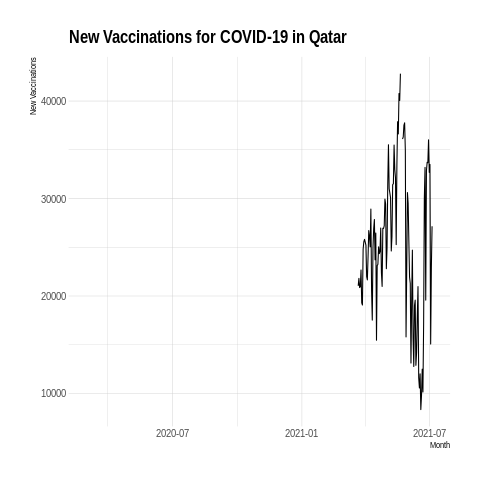 New Vaccinations for COVID-19 in Qatar
New Vaccinations
40000
30000
20000
10000
2020-07
2021-01
2021-07
Month